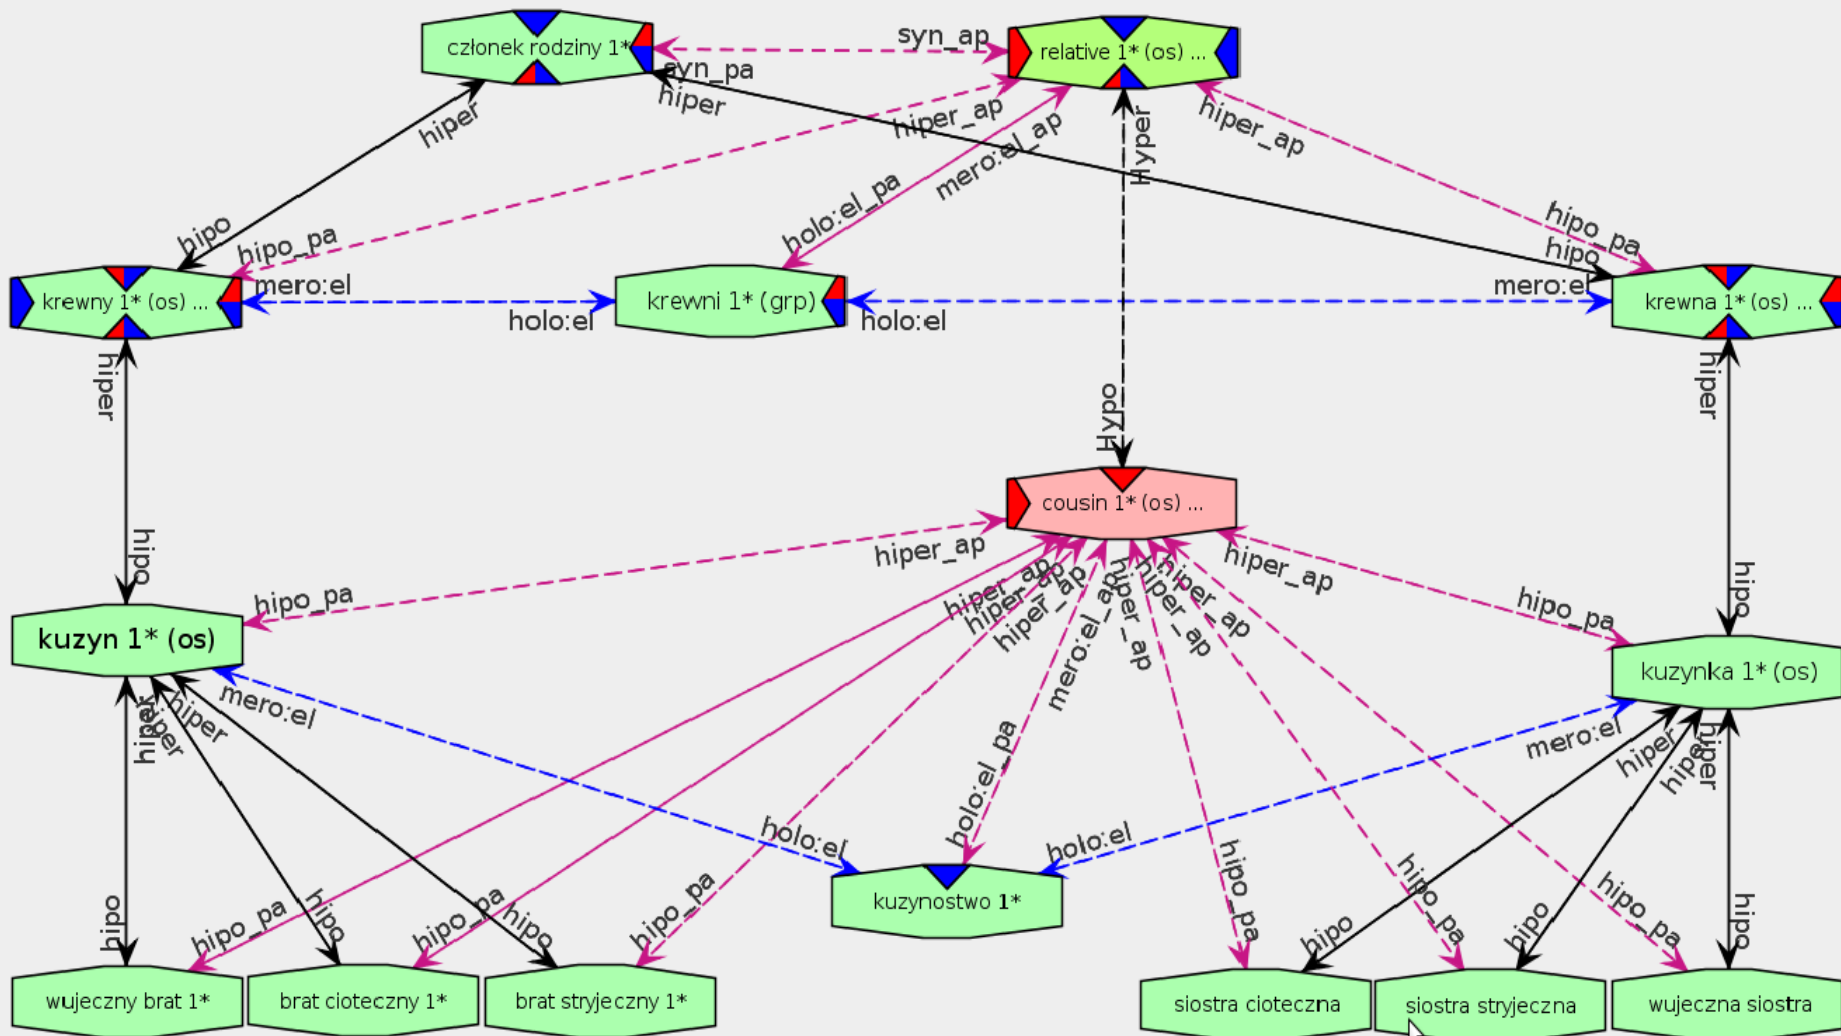 członek rodziny 1*
syn_ap
relative 1* (os) ...
syn_pa
hiper
hiper
hiper_ap
mero:el_ap
Hyper
hiper_ap
holo:el_pa
hipo
hipo_pa
hipo_pa
hipo
krewny 1* (os) ...
mero:el
holo:el
krewni 1* (grp)
holo:el
mero:el
krewna 1* (os) ...
hiper
Hypo
hiper
cousin 1* (os) ...
hipo
hiper_ap
hiper_ap
hiper_ap
hiper_ap
hiper_ap
mero:el_ap
hiper_ap
hiper_ap
hiper_ap
hipo
hipo_pa
hipo_pa
kuzyn 1* (os)
kuzynka 1* (os)
mero:el
hiper
hiper
hiper
mero:el
hiper
hiper
hiper
holo:el_pa
holo:el
holo:el
kuzynostwo 1*
hipo
hipo_pa
hipo
hipo_pa
hipo
hipo_pa
hipo_pa
hipo
hipo_pa
hipo
hipo_pa
hipo
wujeczny brat 1*
brat cioteczny 1*
brat stryjeczny 1*
siostra cioteczna
siostra stryjeczna
wujeczna siostra